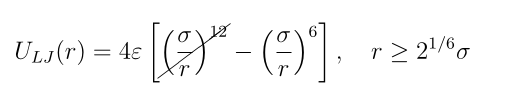 U_{LJ}(r) = 4ε [ (σ/r)^{12} − (σ/r)^{6} ] , r ≥ 2^{1/6}σ